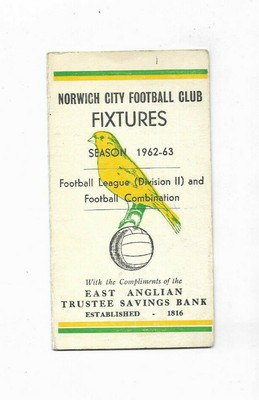 NORWICH CITY FOOTBALL CLUB
FIXTURES
SEASON 1962-63
Football League (Division II) and
Football Combination
With the Compliments of the
EAST ANGLIAN
TRUSTEE SAVINGS BANK
ESTABLISHED - 1816